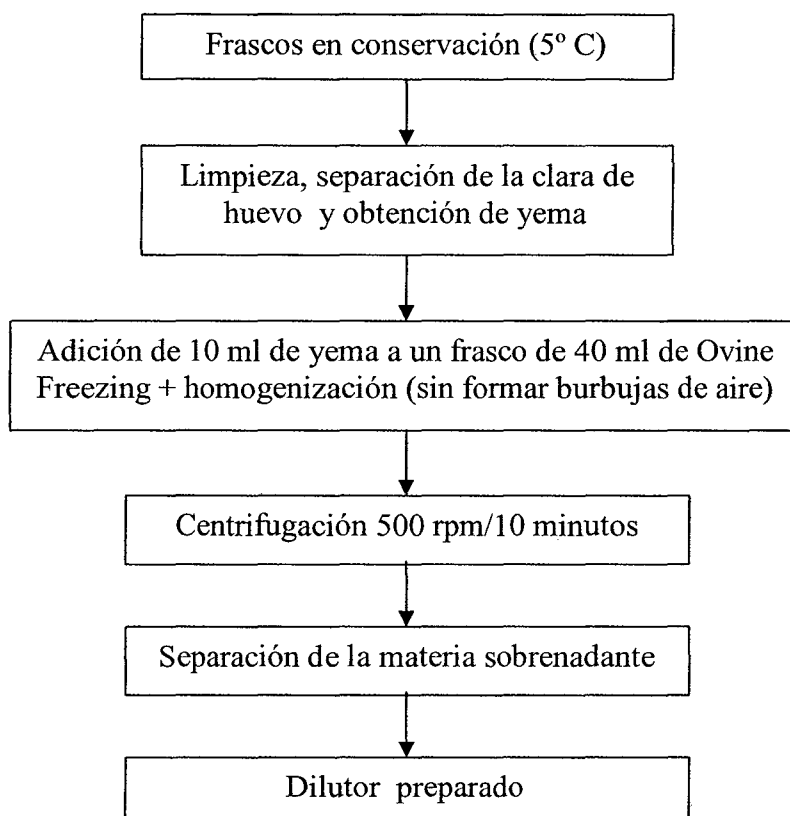 Frascos en conservación (5º C)
Limpieza, separación de la clara de
huevo y obtención de yema
Adición de 10 ml de yema a un frasco de 40 ml de Ovine
Freezing + homogenización (sin formar burbujas de aire)
Centrifugación 500 rpm/10 minutos
Separación de la materia sobrenadante
Dilutor preparado